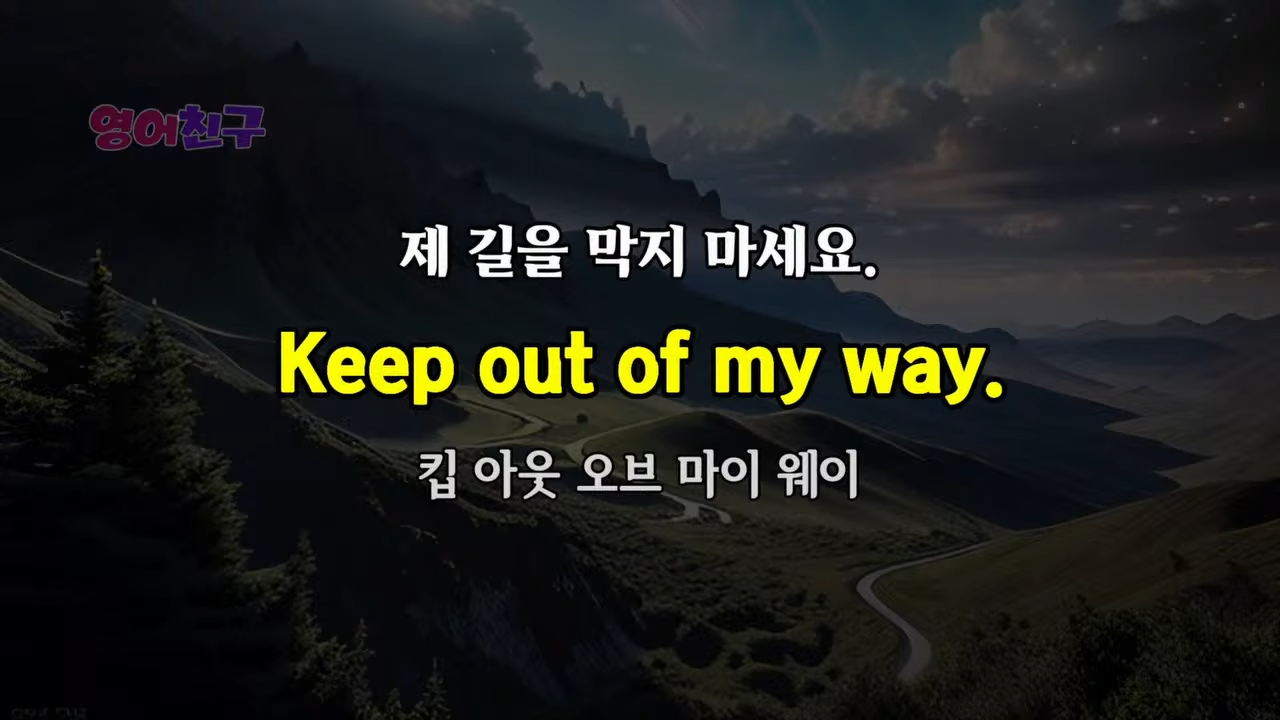 영어친구
제 길을 막지 마세요.
Keep out of my way.
킵 아웃 오브 마이 웨이